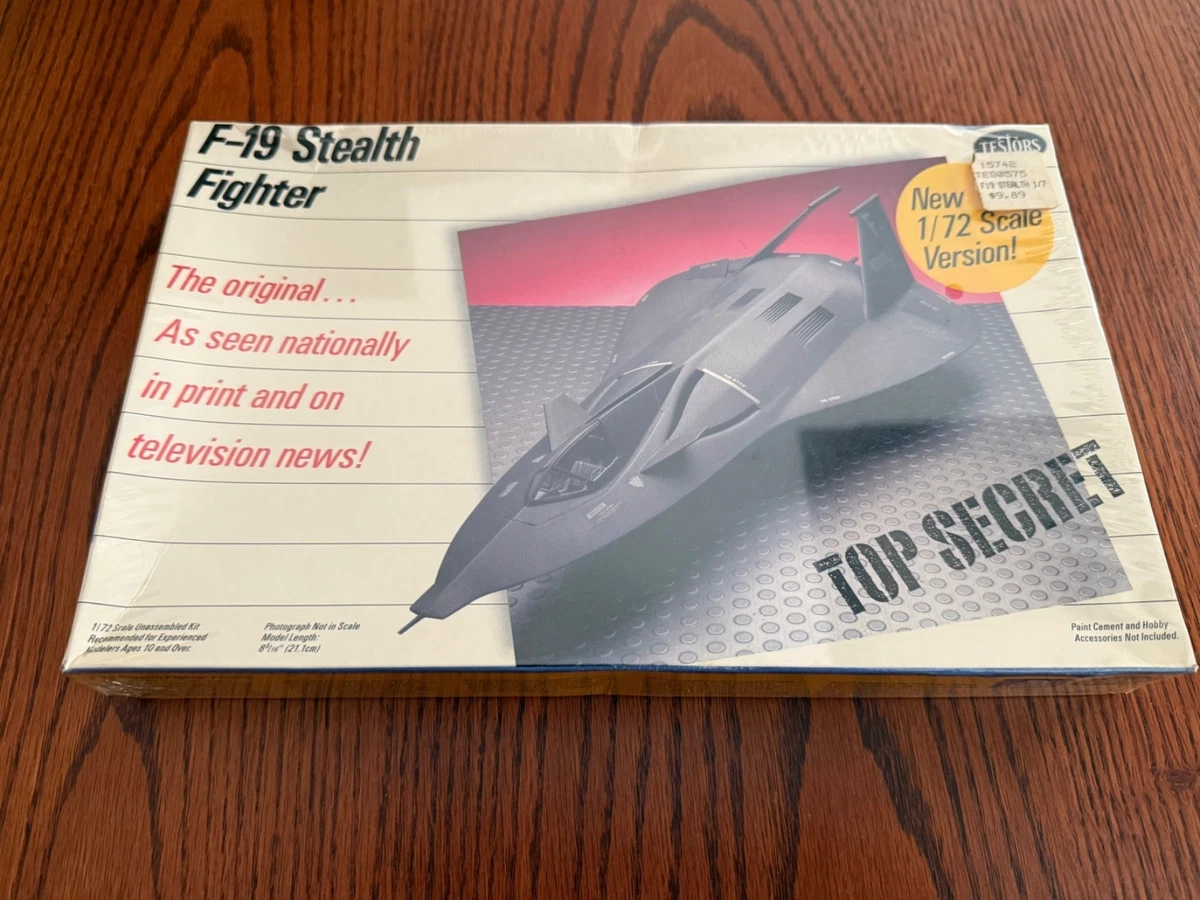 F-19 Stealth
Fighter
TESTORS
15742
TES0575
F19 STEALTH 1/7
$9.89
New
1/72 Scale
Version!
The original...
As seen nationally
in print and on
television news!
TOP SECRET
1/72 Scale Unassembled Kit
Recommended for Experienced
Modelers Ages 10 and Over.
Photograph Not in Scale
Model Length:
8 5/16" (21.1cm)
Paint Cement and Hobby
Accessories Not Included.